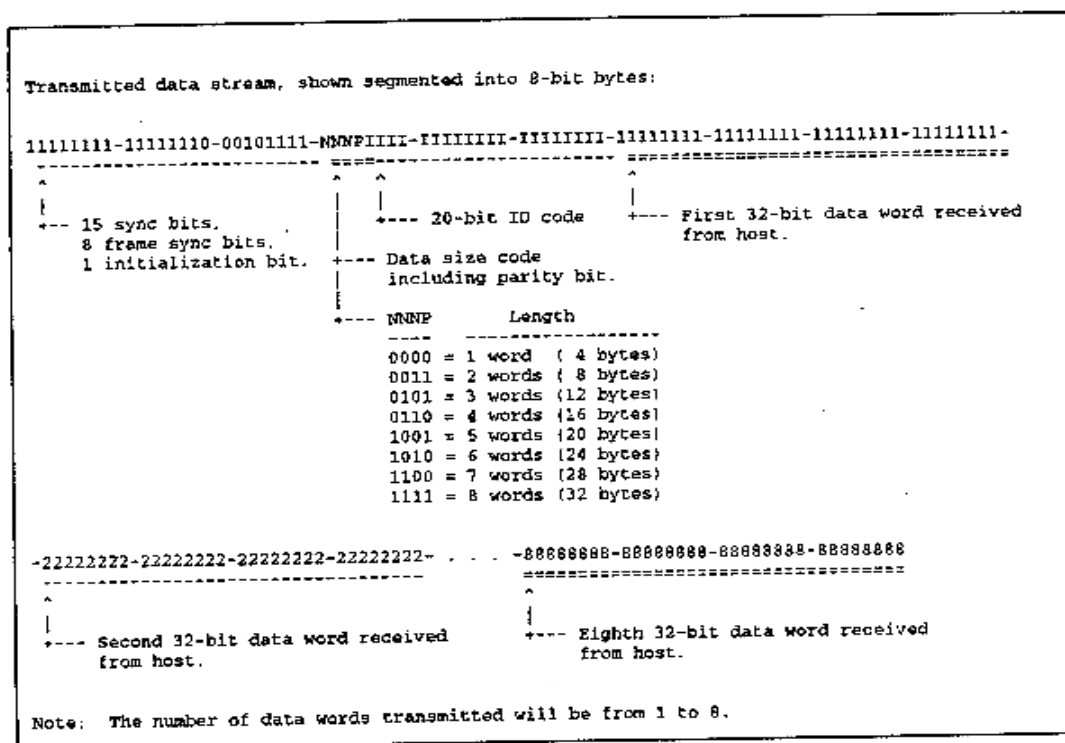 Transmitted data stream, shown segmented into 8-bit bytes:
11111111-11111110-00101111-NNNPIIII-IIIIIIII-IIIIIIII-11111111-11111111-11111111-11111111-
+-- 15 sync bits,
8 frame sync bits,
1 initialization bit.
+--- 20-bit ID code
+--- First 32-bit data word received
from host.
+--- Data size code
including parity bit.
+--- NNNP Length
0000 = 1 word ( 4 bytes)
0011 = 2 words ( 8 bytes)
0101 = 3 words (12 bytes)
0110 = 4 words (16 bytes)
1001 = 5 words (20 bytes)
1010 = 6 words (24 bytes)
1100 = 7 words (28 bytes)
1111 = 8 words (32 bytes)
-22222222-22222222-22222222-22222222- . . . -88888888-88888888-88888888-88888888
+--- Second 32-bit data word received
from host.
+--- Eighth 32-bit data word received
from host.
Note: The number of data words transmitted will be from 1 to 8.